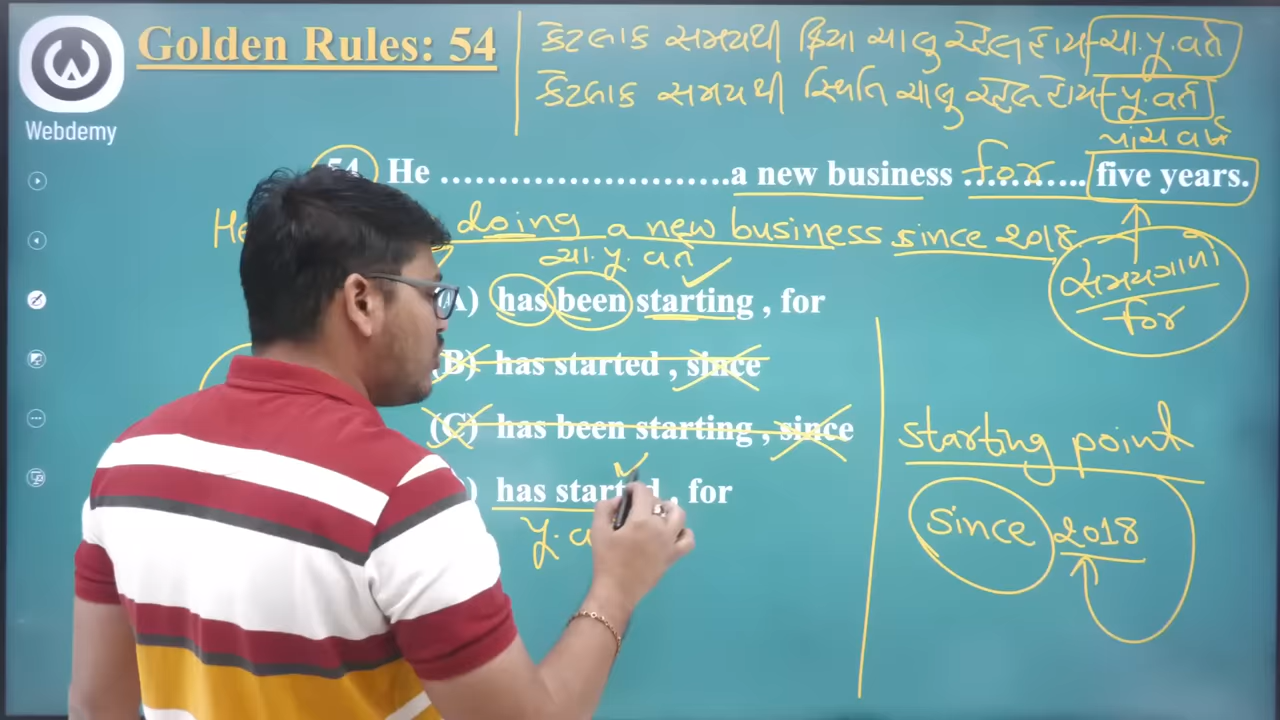 Webdemy
Golden Rules: 54
કેટલાક સમયથી ક્રિયા ચાલુ રહેલ હોય - ચા.પૂ.વર્ત
કેટલાક સમયથી સ્થિતિ ચાલુ રહેલ હોય - પૂ.વર્ત
પાંચ વર્ષ
54. He ……………………….a new business ………….. five years.
for
He doing a new business since 2018
ચા.પૂ.વર્ત
સમયગાળો
for
A) has been starting , for
(B) has started , since
(C) has been starting , since
) has started , for
પૂ.વ
starting point
since 2018